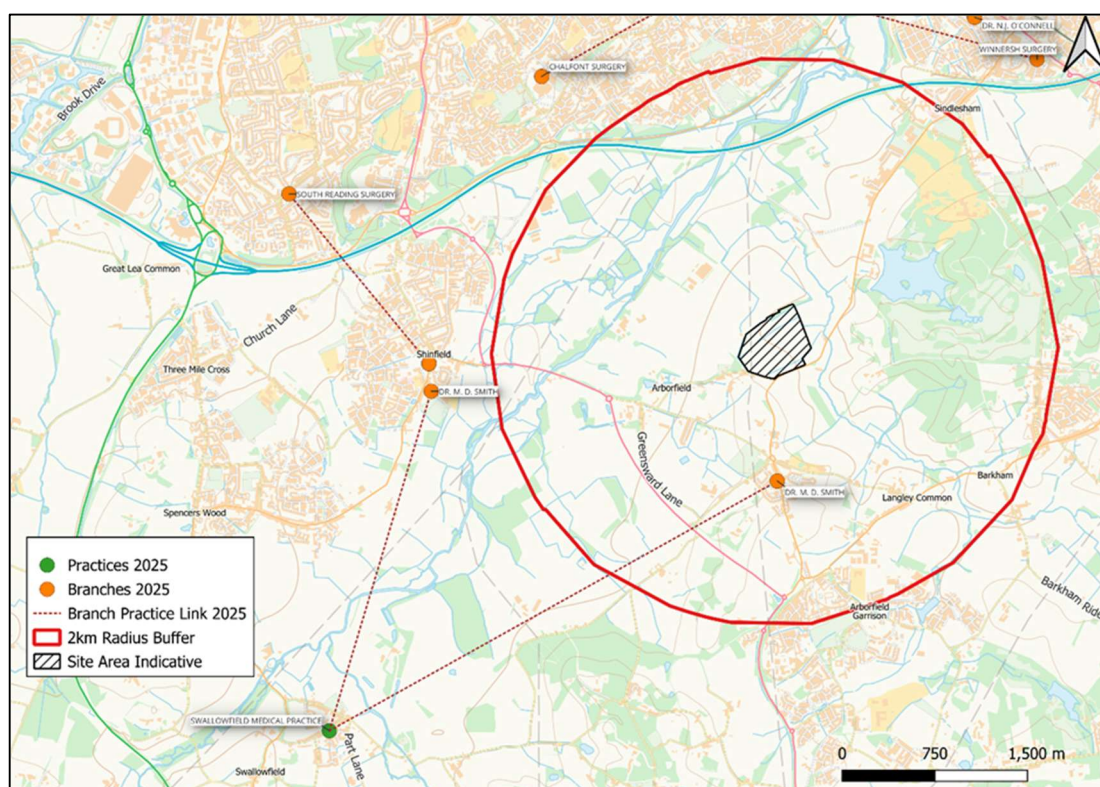 DR. N.J. O'CONNELL
WINNERSH SURGERY
CHALFONT SURGERY
Brook Drive
Sindlesham
SOUTH READING SURGERY
Great Lea Common
Church Lane
Shinfield
Three Mile Cross
DR. M. D. SMITH
Arborfield
Greensward Lane
Barkham
DR. M. D. SMITH
Langley Common
Spencers Wood
Practices 2025
Branches 2025
Branch Practice Link 2025
2km Radius Buffer
Site Area Indicative
Barkham Ride
Arborfield
Garrison
SWALLOWFIELD MEDICAL PRACTICE
Part Lane
Swallowfield
0 750 1,500 m